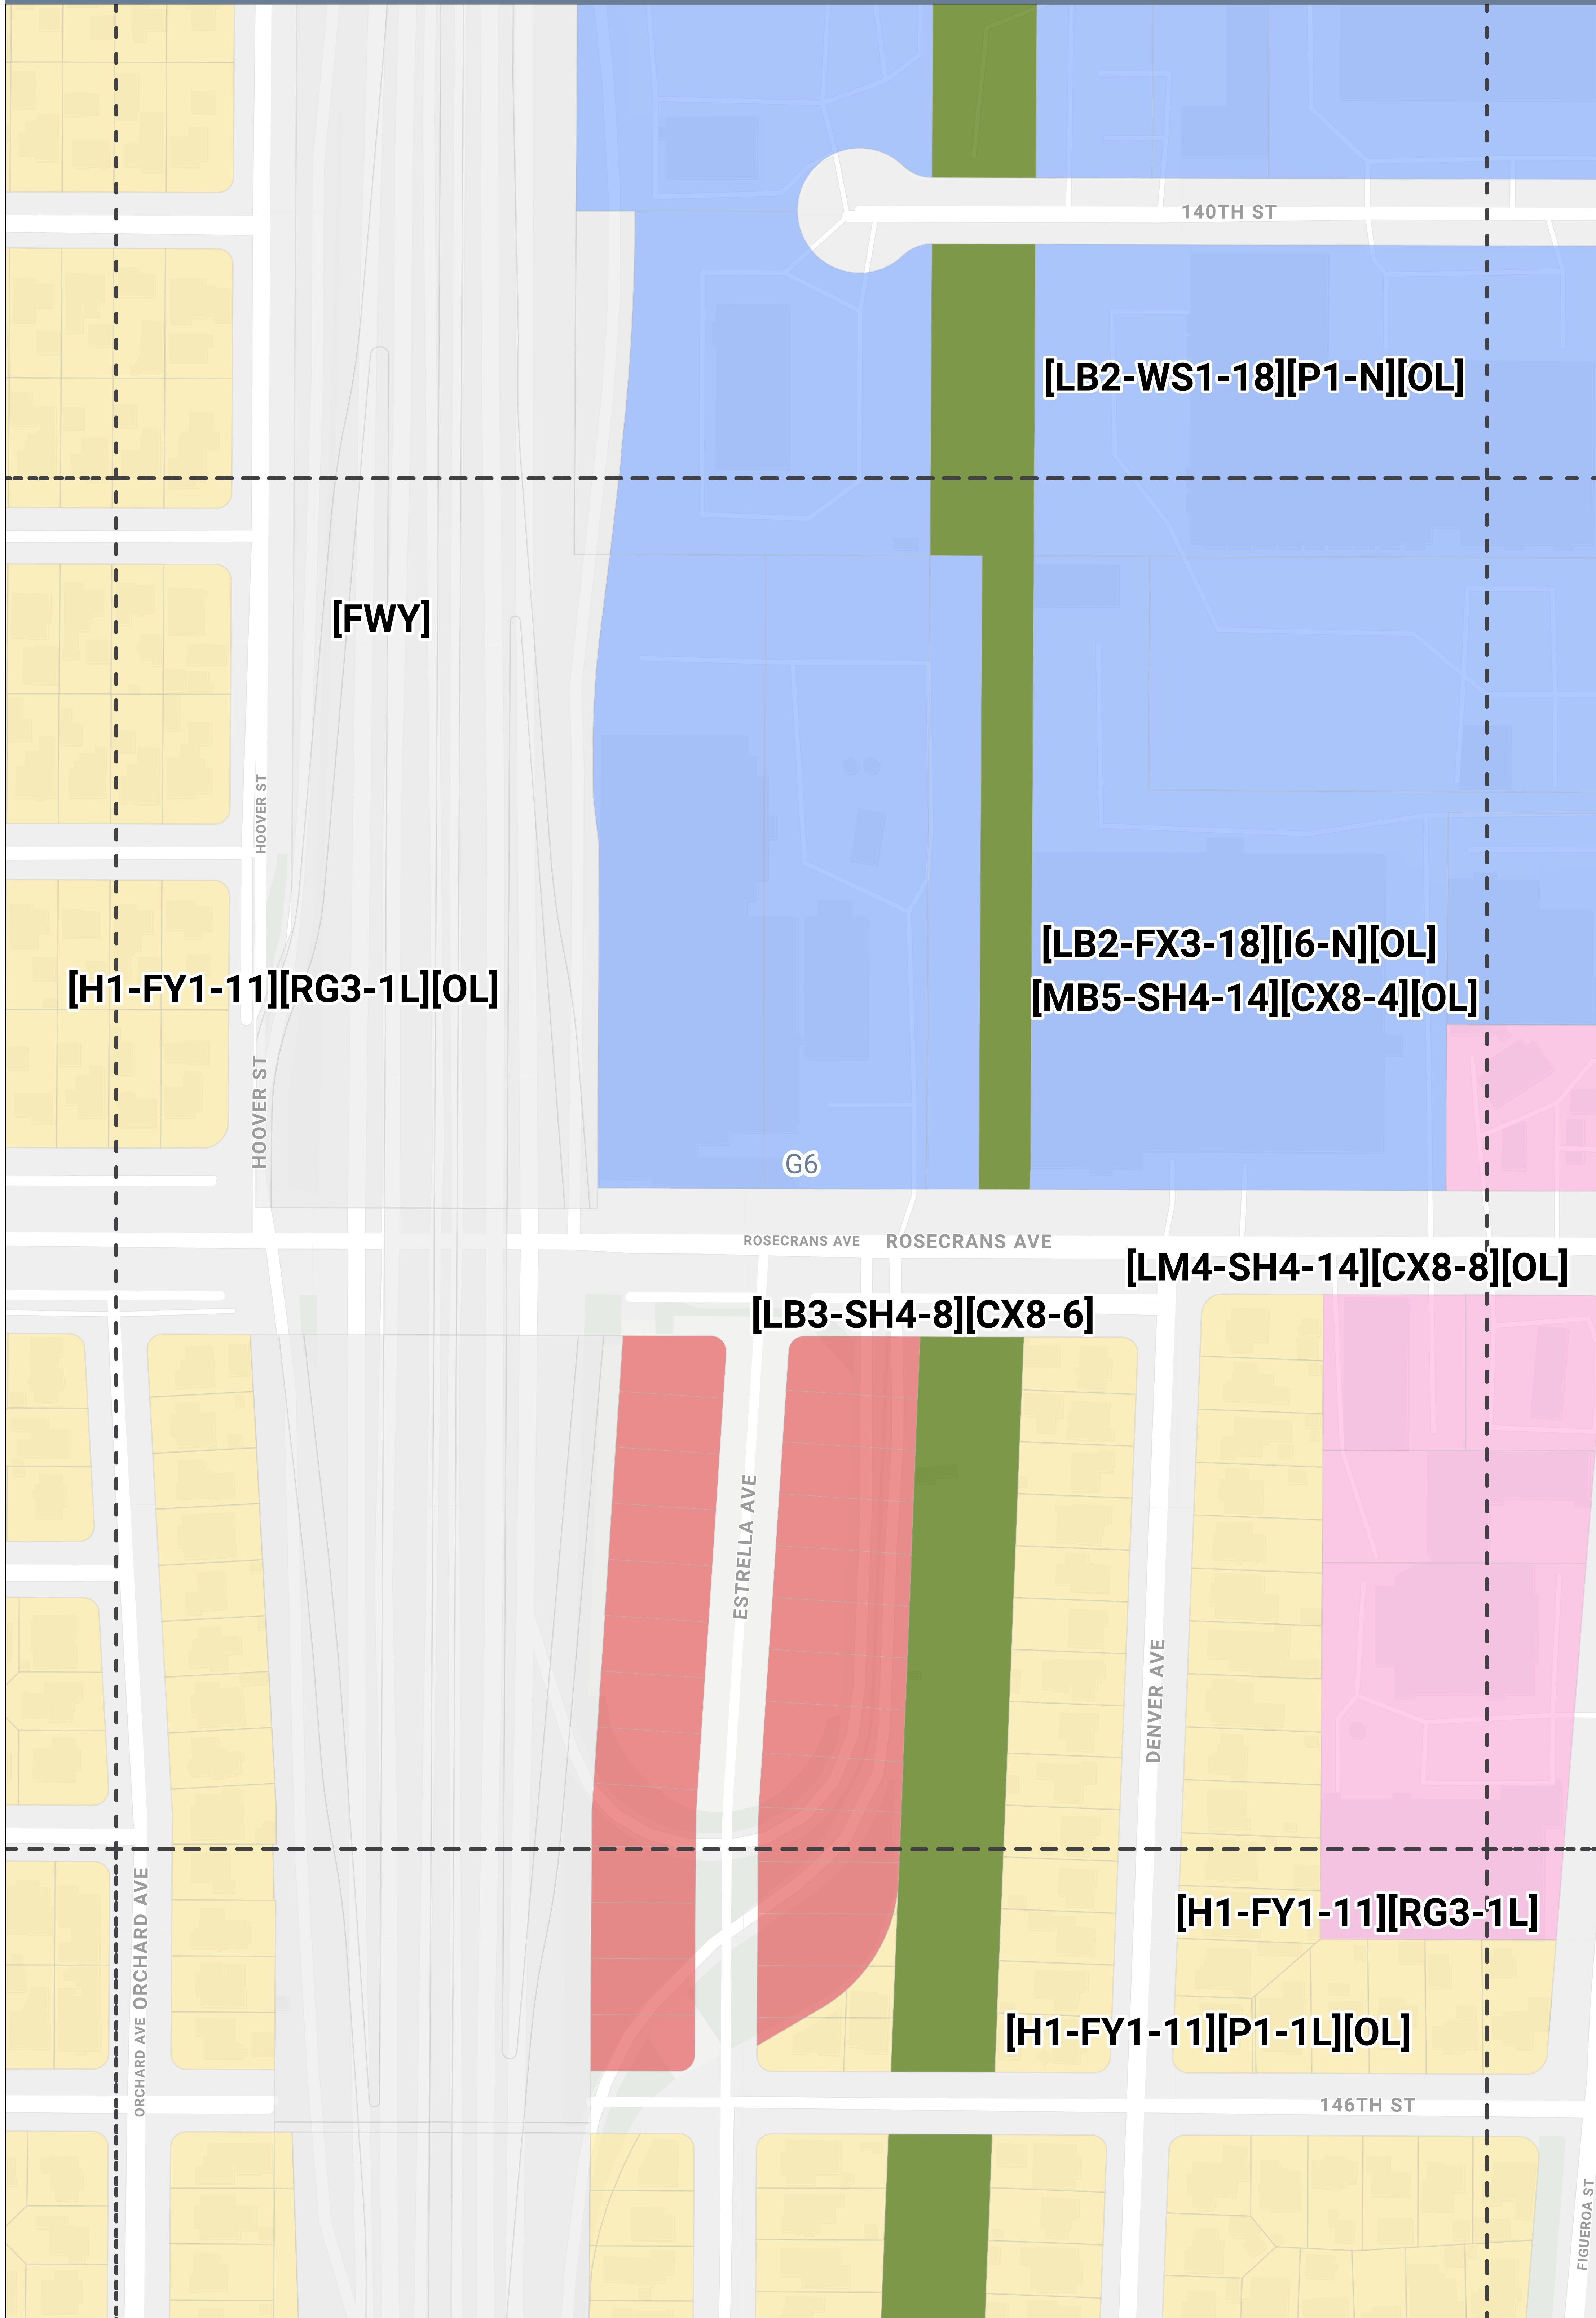 140TH ST
[LB2-WS1-18][P1-N][OL]
[FWY]
HOOVER ST
[LB2-FX3-18][I6-N][OL]
[H1-FY1-11][RG3-1L][OL]
[MB5-SH4-14][CX8-4][OL]
HOOVER ST
G6
ROSECRANS AVE
ROSECRANS AVE
[LM4-SH4-14][CX8-8][OL]
[LB3-SH4-8][CX8-6]
ESTRELLA AVE
DENVER AVE
[H1-FY1-11][RG3-1L]
ORCHARD AVE
[H1-FY1-11][P1-1L][OL]
ORCHARD AVE
146TH ST
FIGUEROA ST